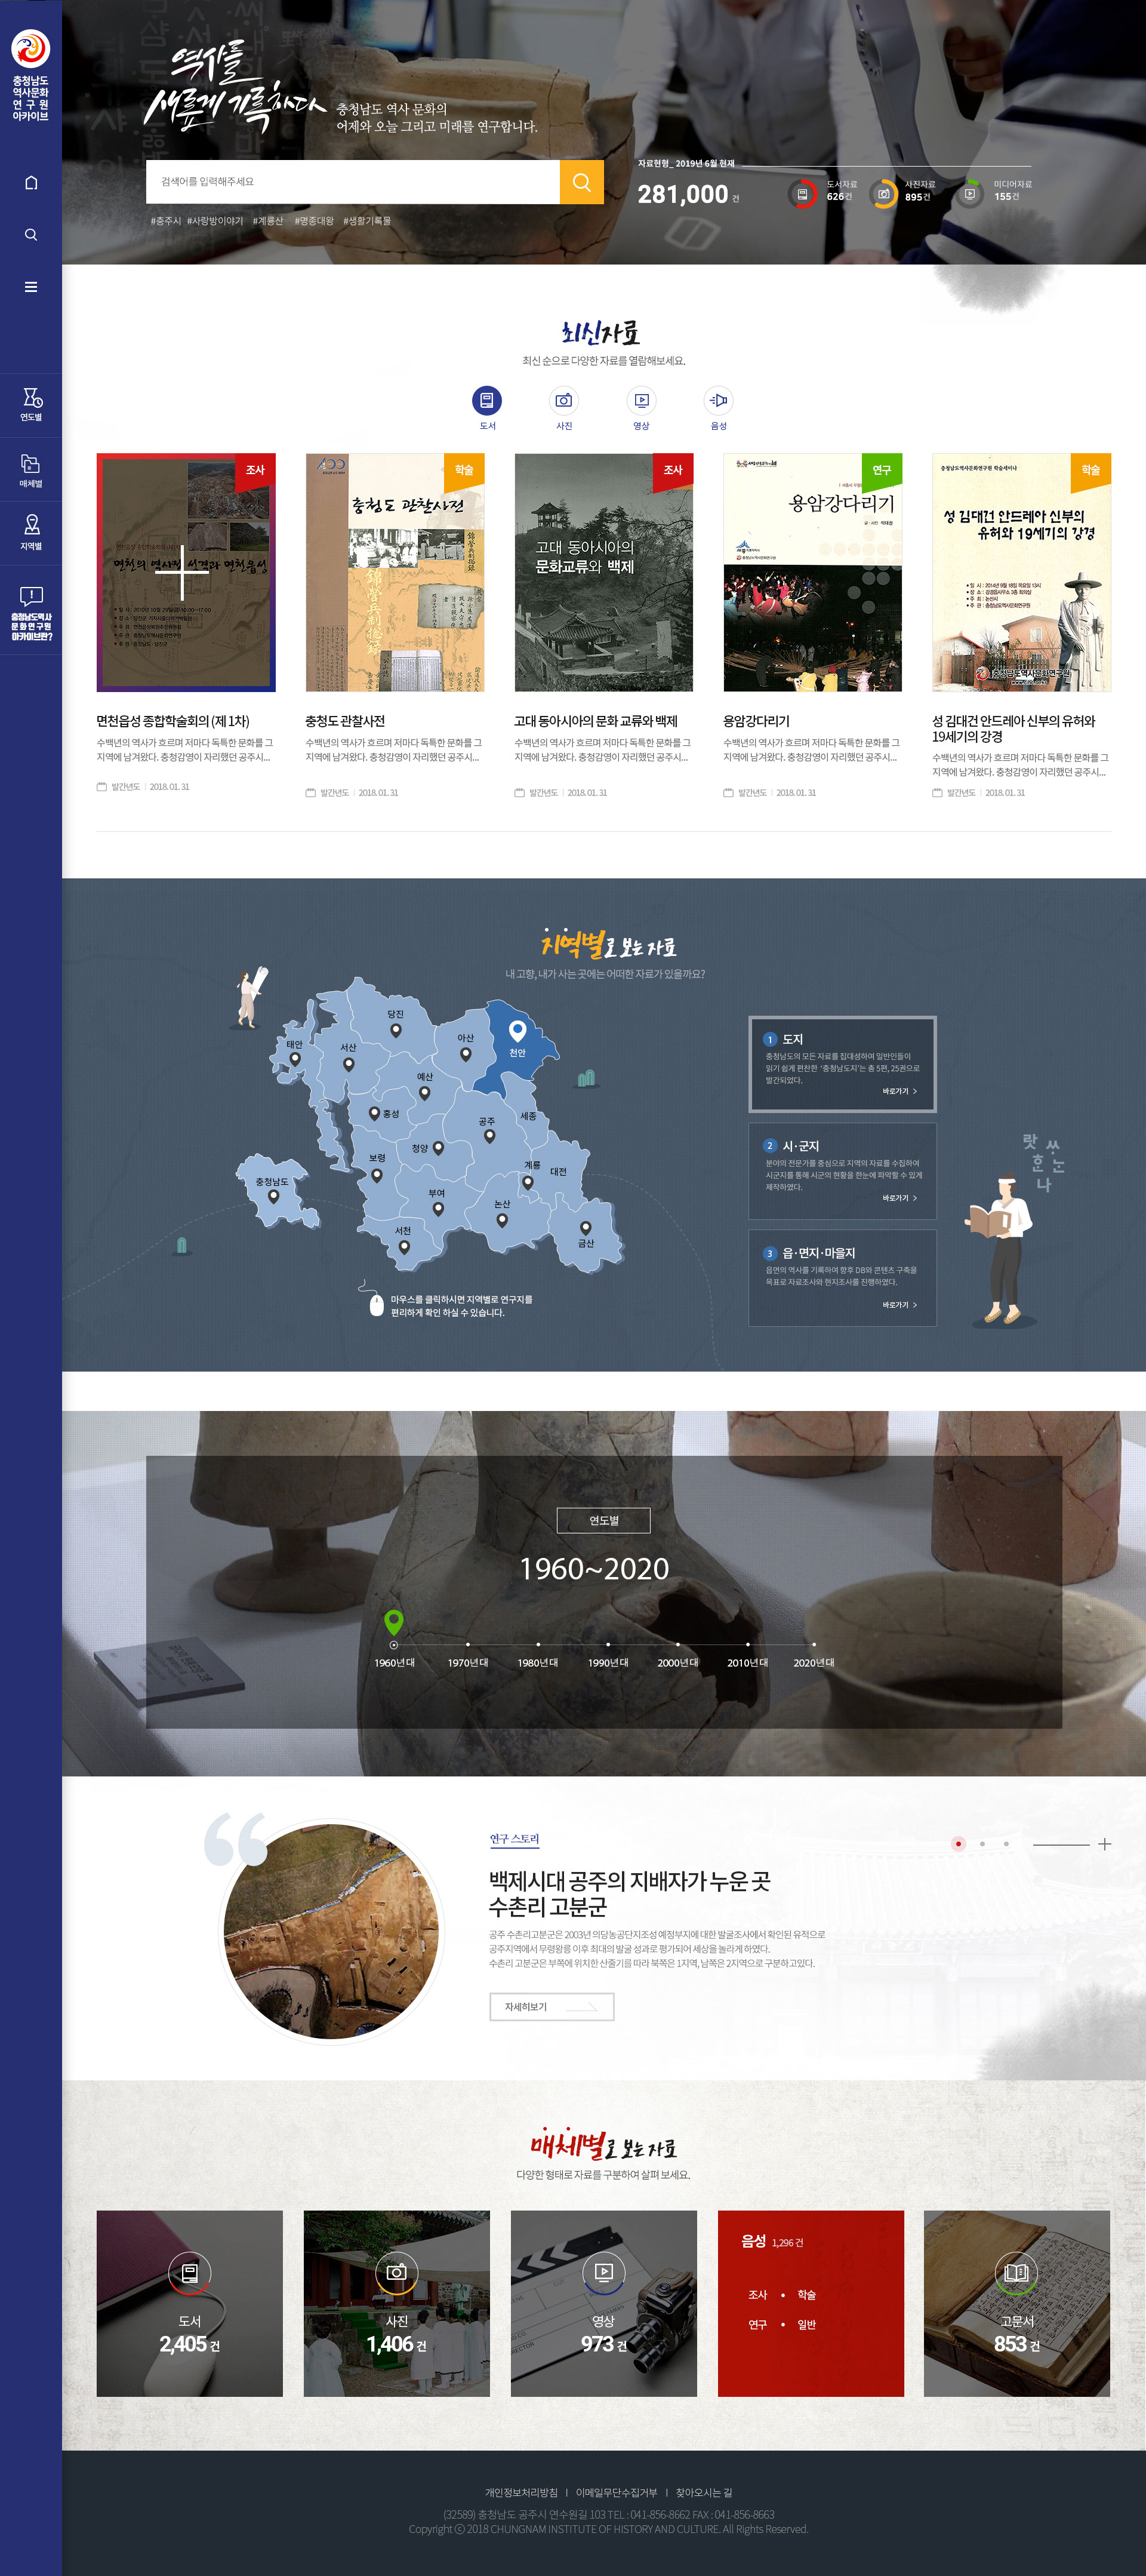 충청남도
역사문화
연 구 원
아카이브
연도별
매체별
지역별
충청남도역사
문 화 연 구 원
아카이브란?
역사를
새롭게 기록하다
충청남도 역사 문화의
어제와 오늘 그리고 미래를 연구합니다.
검색어를 입력해주세요
#충주시 #사랑방이야기 #계룡산 #명종대왕 #생활기록물
자료현형_ 2019년 6월 현재
281,000 건
도서자료
626건
사진자료
895건
미디어자료
155건
최신자료
최신 순으로 다양한 자료를 열람해보세요.
도서
사진
영상
음성
조사
면천의 역사적 성격과 면천읍성
학술
충청도 관찰사전
조사
고대 동아시아의
문화교류와 백제
연구
용암강다리기
학술
충청남도역사문화연구원 학술세미나
성 김대건 안드레아 신부의
유허와 19세기의 강경
충청남도역사문화연구원
면천읍성 종합학술회의 (제 1차)
수백년의 역사가 흐르며 저마다 독특한 문화를 그
지역에 남겨왔다. 충청감영이 자리했던 공주시...
발간년도 | 2018. 01. 31
충청도 관찰사전
수백년의 역사가 흐르며 저마다 독특한 문화를 그
지역에 남겨왔다. 충청감영이 자리했던 공주시...
발간년도 | 2018. 01. 31
고대 동아시아의 문화 교류와 백제
수백년의 역사가 흐르며 저마다 독특한 문화를 그
지역에 남겨왔다. 충청감영이 자리했던 공주시...
발간년도 | 2018. 01. 31
용암강다리기
수백년의 역사가 흐르며 저마다 독특한 문화를 그
지역에 남겨왔다. 충청감영이 자리했던 공주시...
발간년도 | 2018. 01. 31
성 김대건 안드레아 신부의 유허와
19세기의 강경
수백년의 역사가 흐르며 저마다 독특한 문화를 그
지역에 남겨왔다. 충청감영이 자리했던 공주시...
발간년도 | 2018. 01. 31
지역별로 보는 자료
내 고향, 내가 사는 곳에는 어떠한 자료가 있을까요?
당진
아산
천안
태안
서산
예산
홍성
공주
세종
청양
보령
계룡
대전
충청남도
부여
논산
서천
금산
마우스를 클릭하시면 지역별로 연구지를
편리하게 확인 하실 수 있습니다.
1 도지
충청남도의 모든 자료를 집대성하여 일반인들이
읽기 쉽게 편찬한 '충청남도지'는 총 5편, 25권으로
발간되었다.
바로가기 >
2 시·군지
분야의 전문가를 중심으로 지역의 자료를 수집하여
시군지를 통해 시군의 현황을 한눈에 파악할 수 있게
제작하였다.
바로가기 >
3 읍·면지·마을지
읍면의 역사를 기록하여 향후 DB와 콘텐츠 구축을
목표로 자료조사와 현지조사를 진행하였다.
바로가기 >
연도별
1960~2020
1960년대 1970년대 1980년대 1990년대 2000년대 2010년대 2020년대
연구 스토리
백제시대 공주의 지배자가 누운 곳
수촌리 고분군
공주 수촌리고분군은 2003년 의당농공단지조성 예정부지에 대한 발굴조사에서 확인된 유적으로
공주지역에서 무령왕릉 이후 최대의 발굴 성과로 평가되어 세상을 놀라게 하였다.
수촌리 고분군은 부쪽에 위치한 산줄기를 따라 북쪽은 1지역, 남쪽은 2지역으로 구분하고있다.
자세히보기
매체별로 보는 자료
다양한 형태로 자료를 구분하여 살펴 보세요.
도서
2,405 건
사진
1,406 건
영상
973 건
음성 1,296 건
조사 • 학술
연구 • 일반
고문서
853 건
개인정보처리방침 | 이메일무단수집거부 | 찾아오시는 길
(32589) 충청남도 공주시 연수원길 103 TEL : 041-856-8662 FAX : 041-856-8663
Copyright ⓒ 2018 CHUNGNAM INSTITUTE OF HISTORY AND CULTURE. All Rights Reserved.